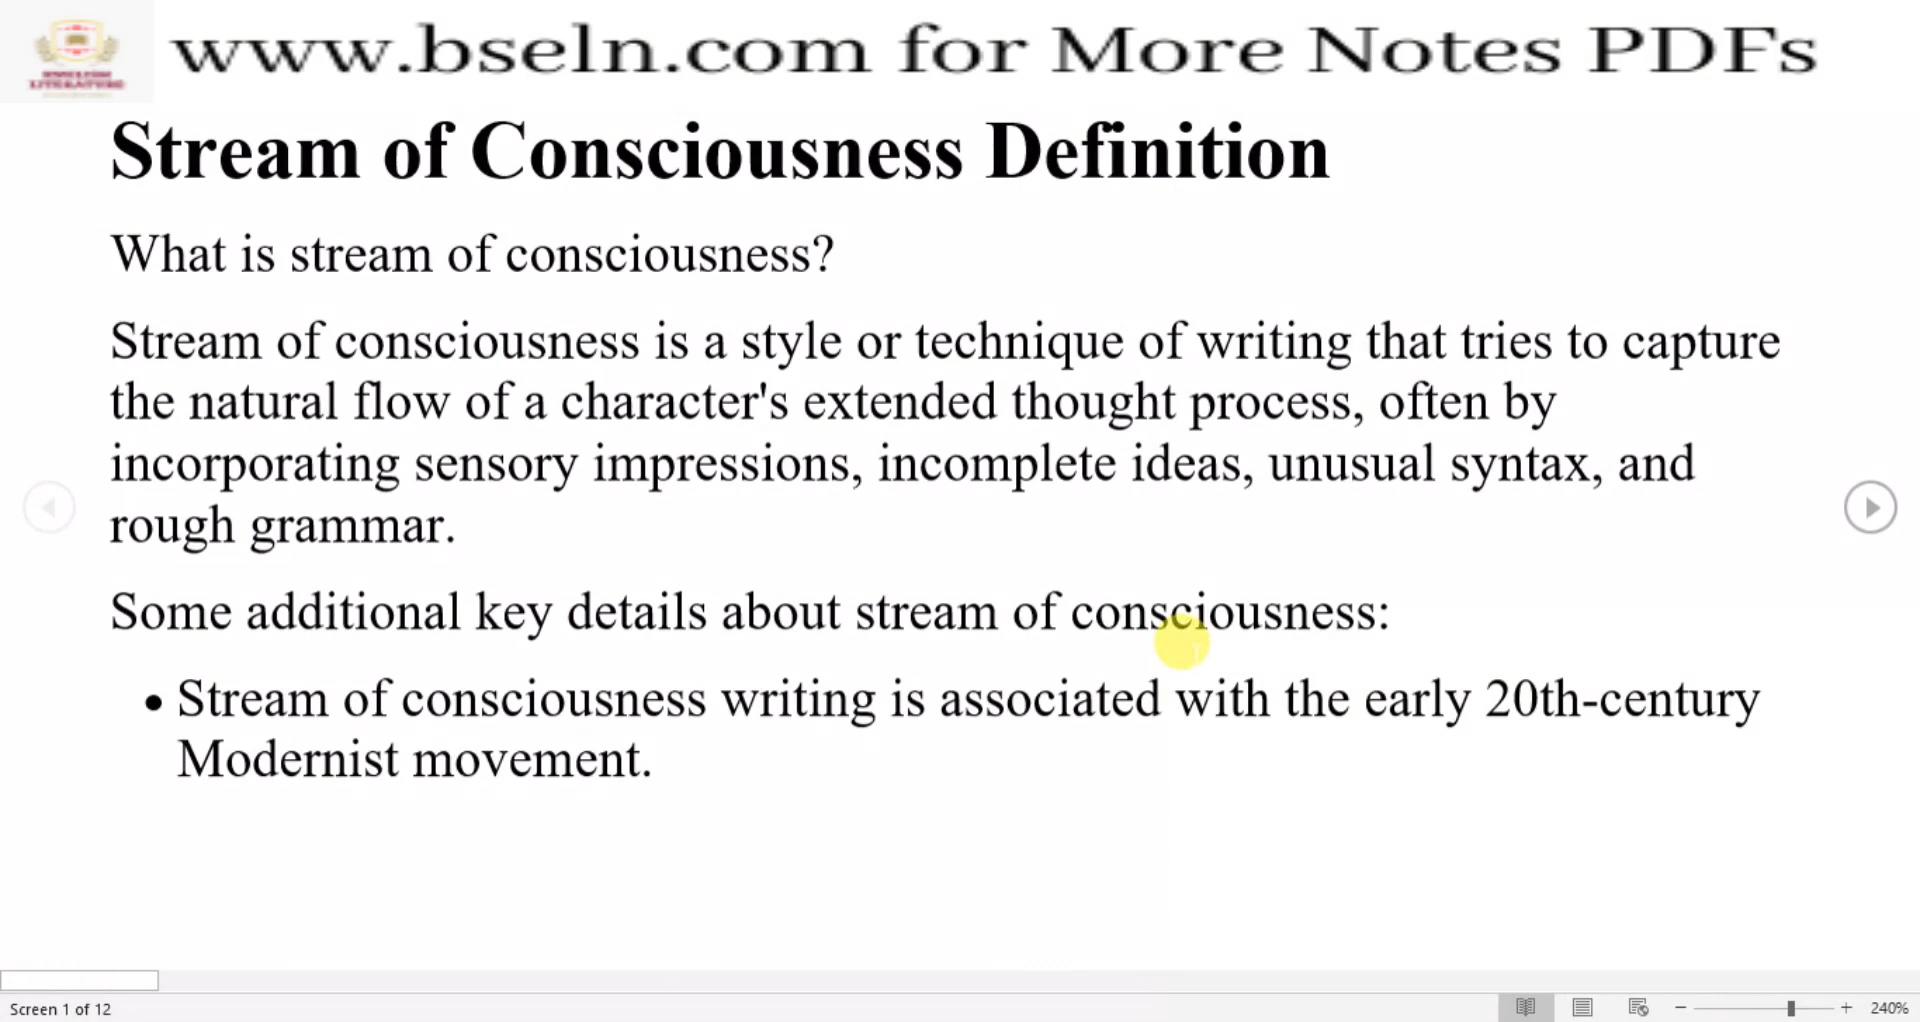 www.bseln.com for More Notes PDFs
LITERATURE
Stream of Consciousness Definition
What is stream of consciousness?
Stream of consciousness is a style or technique of writing that tries to capture
the natural flow of a character's extended thought process, often by
incorporating sensory impressions, incomplete ideas, unusual syntax, and
rough grammar.
Some additional key details about stream of consciousness:
• Stream of consciousness writing is associated with the early 20th-century
Modernist movement.
Screen 1 of 12
240%